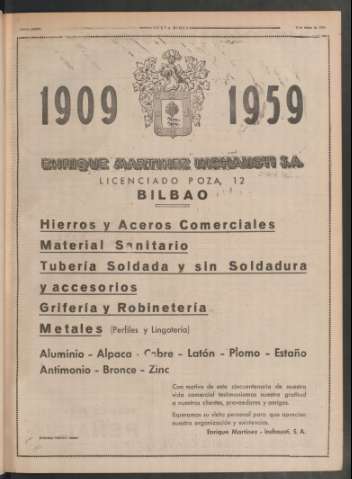 1909 1959
ENRIQUE MARTINEZ INCHAUSTI S.A.
LICENCIADO POZA, 12
BILBAO
Hierros y Aceros Comerciales
Material Sanitario
Tubería Soldada y sin Soldadura
y accesorios
Grifería y Robinetería
Metales (Perfiles y Lingotería)
Aluminio - Alpaca - Cobre - Latón - Plomo - Estaño
Antimonio - Bronce - Zinc
Con motivo de este cincuentenario de nuestra
vida comercial testimoniamos nuestra gratitud
a nuestros clientes, proveedores y amigos.
Esperamos su visita personal para que aprecien
nuestra organización y existencias.
Enrique Martínez - Inchausti, S. A.